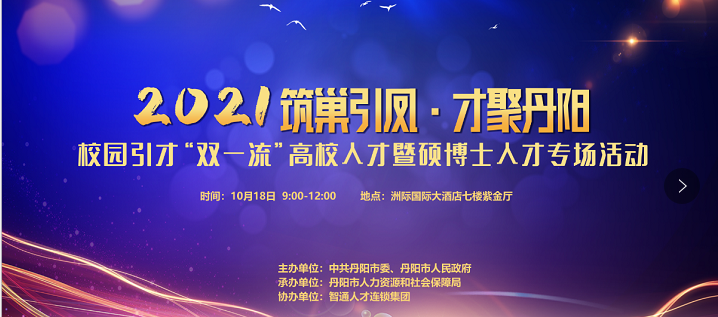 2021筑巢引凤·才聚丹阳
校园引才“双一流”高校人才暨硕博士人才专场活动
时间：10月18日 9:00-12:00 地点：洲际国际大酒店七楼紫金厅
主办单位：中共丹阳市委、丹阳市人民政府
承办单位：丹阳市人力资源和社会保障局
协办单位：智通人才连锁集团